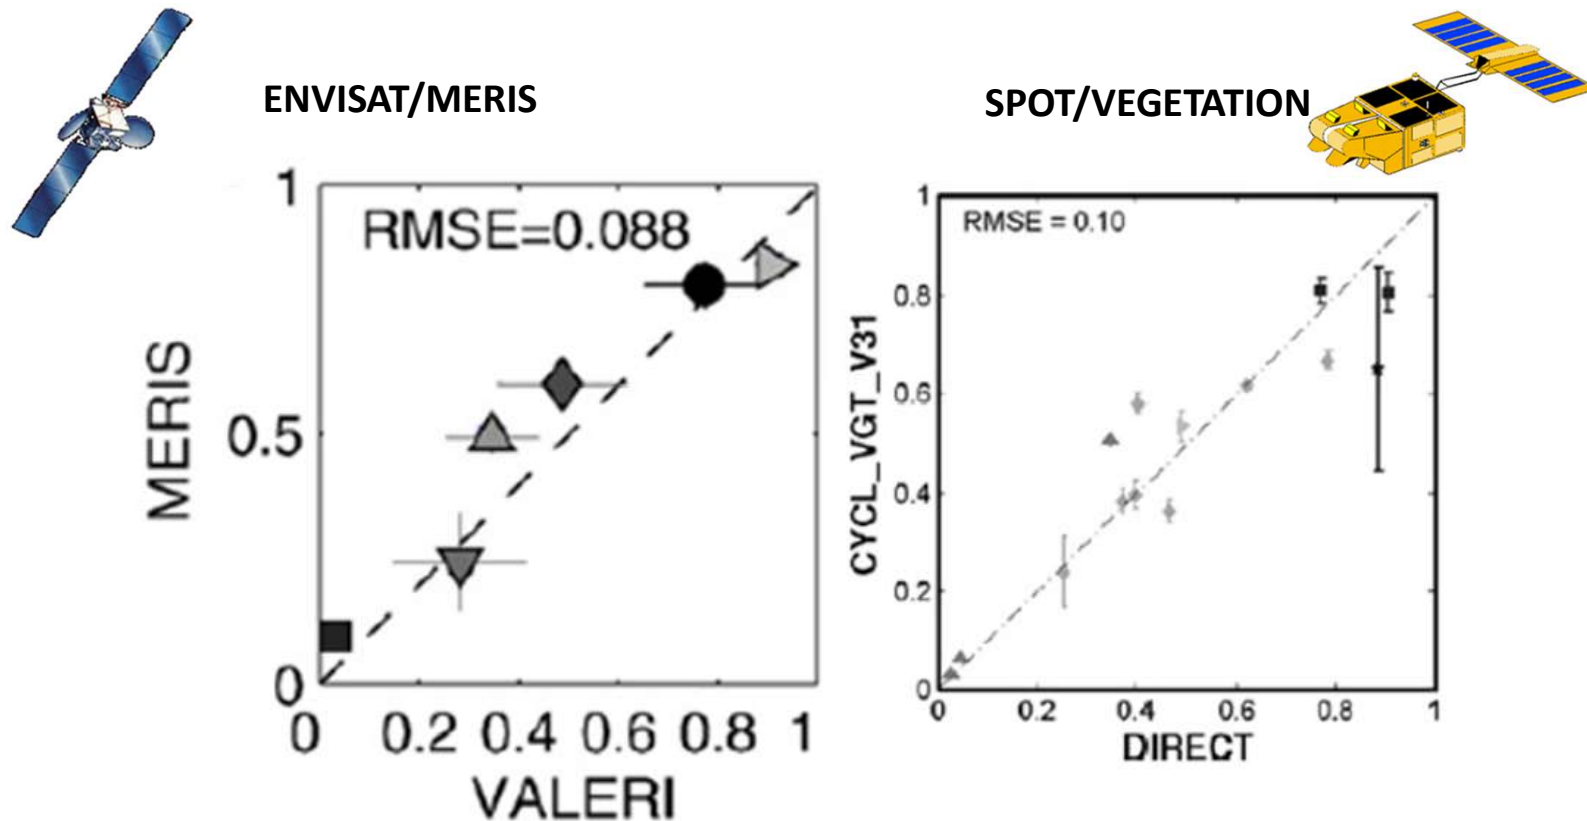 ENVISAT/MERIS
SPOT/VEGETATION
RMSE=0.088
MERIS
1
0.5
0
0 0.2 0.4 0.6 0.8 1
VALERI
RMSE = 0.10
CYCL_VGT_V31
1
0.8
0.6
0.4
0.2
0
0 0.2 0.4 0.6 0.8 1
DIRECT